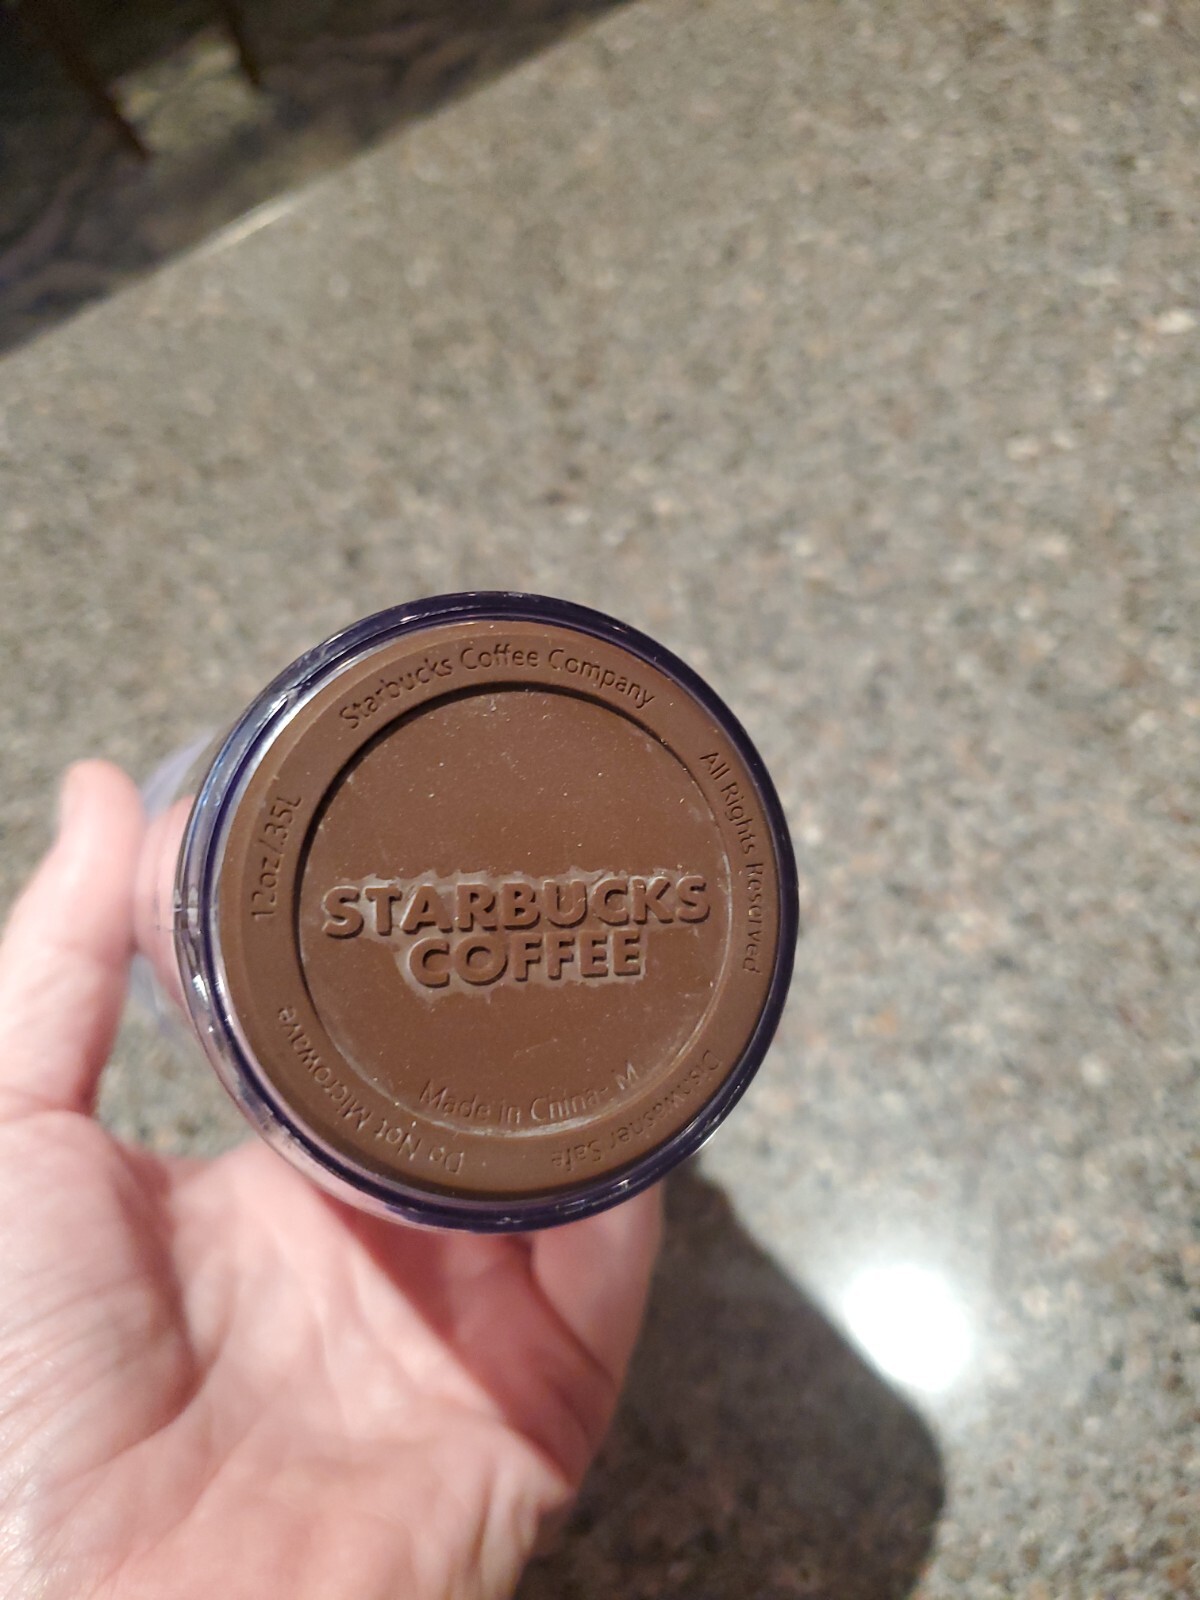 Starbucks Coffee Company
All Rights Reserved
Dishwasher Safe
Do Not Microwave
12oz/.35L
STARBUCKS
COFFEE
Made in China- M